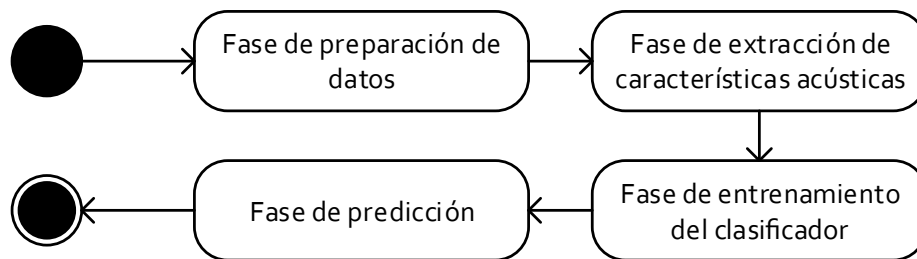 Fase de preparación de
datos
Fase de extracción de
características acústicas
Fase de entrenamiento
del clasificador
Fase de predicción